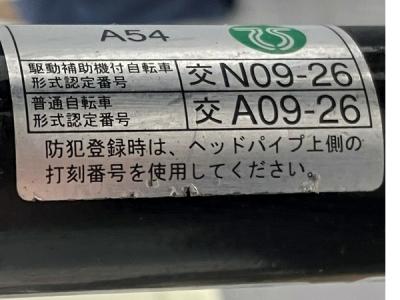 A54
駆動補助機付自転車
形式認定番号
交N09-26
普通自転車
形式認定番号
交A09-26
防犯登録時は、ヘッドパイプ上側の
打刻番号を使用してください。